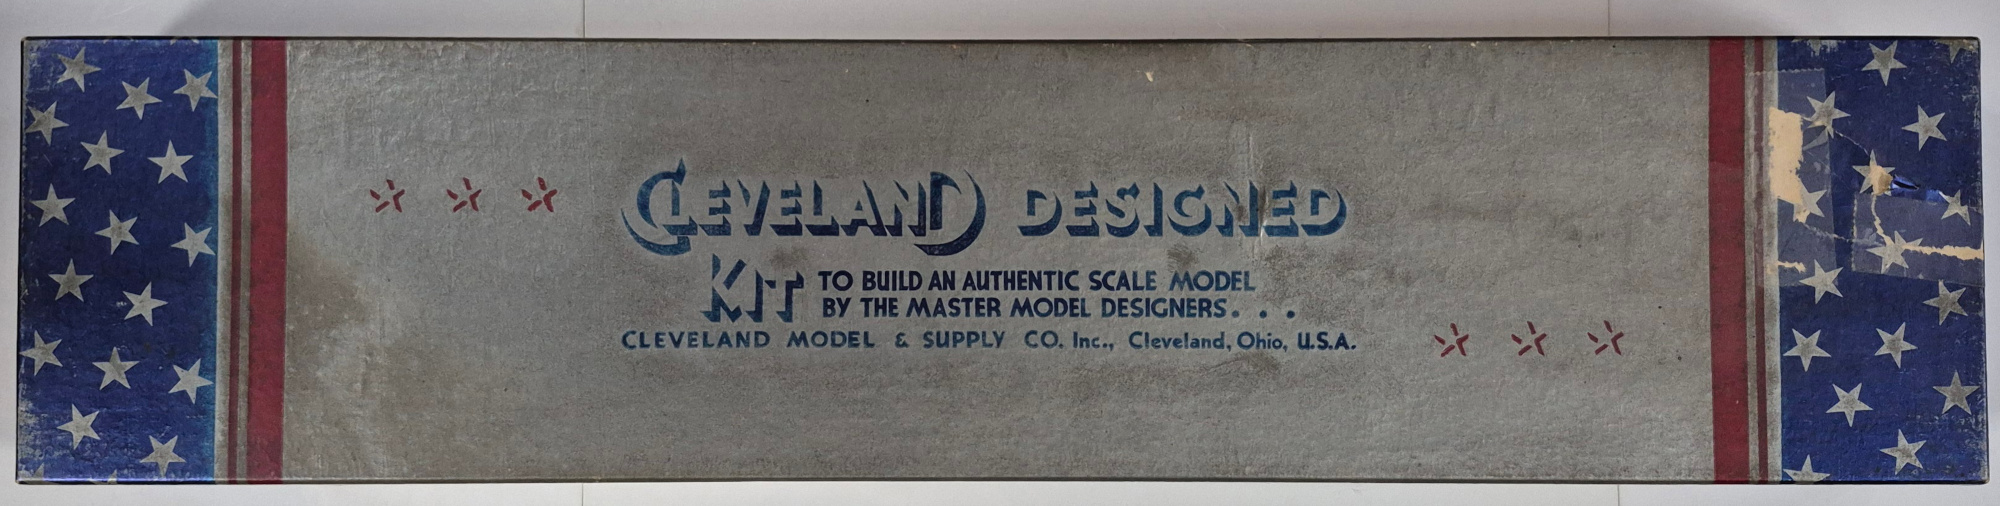 CLEVELAND DESIGNED
KIT TO BUILD AN AUTHENTIC SCALE MODEL
BY THE MASTER MODEL DESIGNERS...
CLEVELAND MODEL & SUPPLY CO. Inc., Cleveland, Ohio, U.S.A.